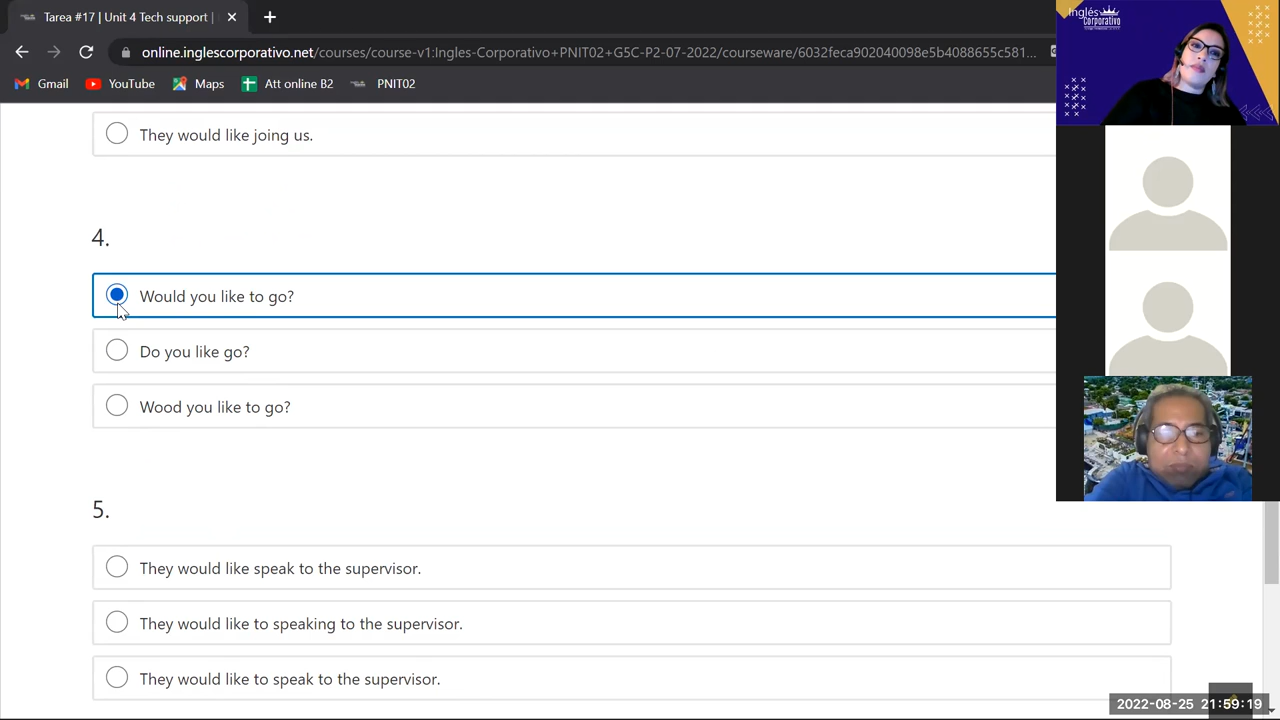 Tarea #17 | Unit 4 Tech support |
online.inglescorporativo.net/courses/course-v1:Ingles-Corporativo+PNIT02+G5C-P2-07-2022/courseware/6032feca902040098e5b4088655c581...
Gmail
YouTube
Maps
Att online B2
PNIT02
Inglés
Corporativo
They would like joing us.
4.
Would you like to go?
Do you like go?
Wood you like to go?
5.
They would like speak to the supervisor.
They would like to speaking to the supervisor.
They would like to speak to the supervisor.
2022-08-25 21:59:19